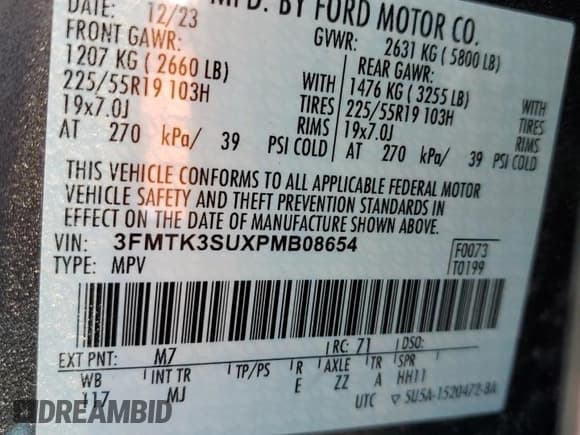 DATE: 12/23 MFD. BY FORD MOTOR CO.
FRONT GAWR: GVWR: 2631 KG ( 5800 LB)
1207 KG ( 2660 LB) REAR GAWR:
225/55R19 103H WITH 1476 KG ( 3255 LB) WITH
19x7.0J TIRES 225/55R19 103H TIRES
AT 270 kPa/ 39 RIMS 19x7.0J RIMS
PSI COLD AT 270 kPa/ 39 PSI COLD
THIS VEHICLE CONFORMS TO ALL APPLICABLE FEDERAL MOTOR
VEHICLE SAFETY AND THEFT PREVENTION STANDARDS IN
EFFECT ON THE DATE OF MANUFACTURE SHOWN ABOVE.
VIN: 3FMTK3SUXPMB08654 F0073
TYPE: MPV T0199
EXT PNT: M7 RC: 71 DSO:
WB INT TR TP/PS R AXLE TR SPR
117 MJ E ZZ A HH11
UTC ▽ SU5A-1520472-BA
DREAMBID